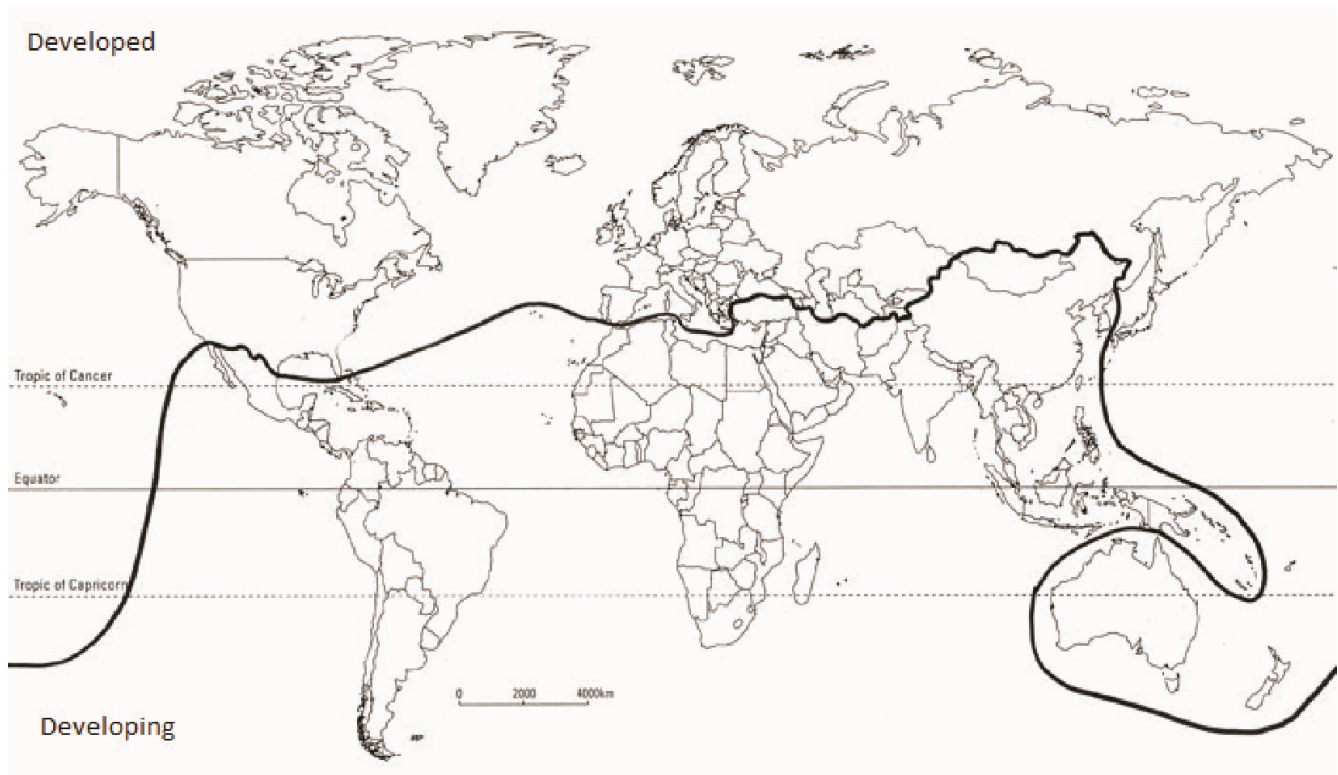 Developed
Tropic of Cancer
Equator
Tropic of Capricorn
0 2000 4000km
Developing